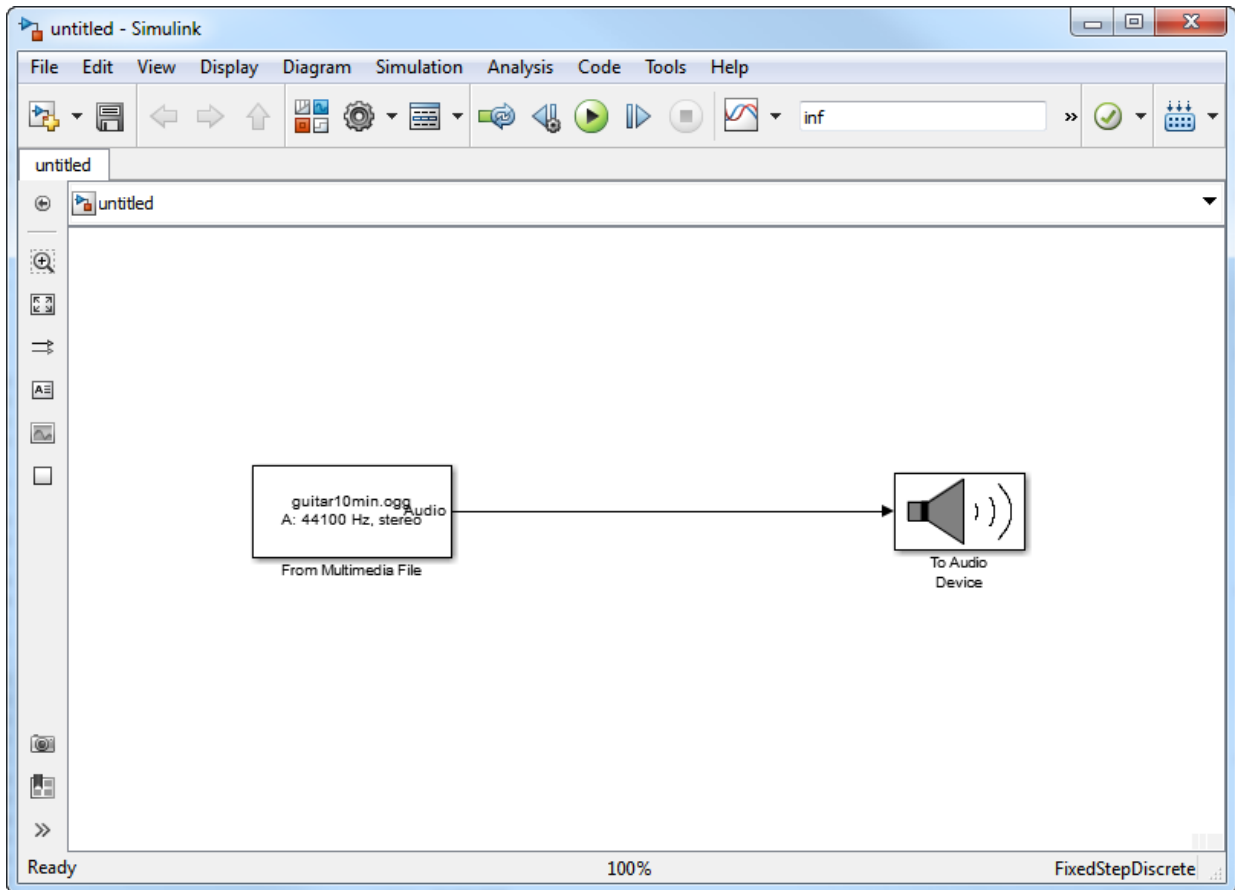 untitled - Simulink
File Edit View Display Diagram Simulation Analysis Code Tools Help
inf
untitled
untitled
guitar10min.ogg
Audio
A: 44100 Hz, stereo
From Multimedia File
To Audio
Device
Ready 100% FixedStepDiscrete